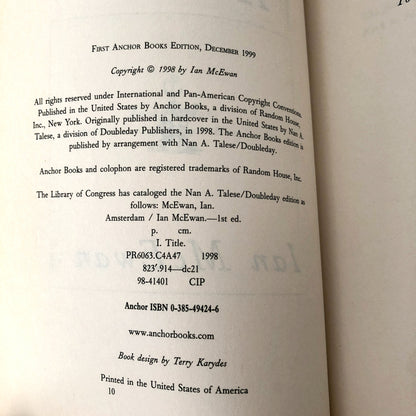 To
FIRST ANCHOR BOOKS EDITION, DECEMBER 1999
Copyright © 1998 by Ian McEwan
All rights reserved under International and Pan-American Copyright Conventions.
Published in the United States by Anchor Books, a division of Random House,
Inc., New York. Originally published in hardcover in the United States by Nan A.
Talese, a division of Doubleday Publishers, in 1998. The Anchor Books edition is
published by arrangement with Nan A. Talese/Doubleday.
Anchor Books and colophon are registered trademarks of Random House, Inc.
The Library of Congress has cataloged the Nan A. Talese/Doubleday edition as
follows: McEwan, Ian.
Amsterdam / Ian McEwan.—1st ed.
p. cm.
I. Title.
PR6063.C4A47 1998
823'.914—dc21
98-41401 CIP
Anchor ISBN 0-385-49424-6
www.anchorbooks.com
Book design by Terry Karydes
Printed in the United States of America
10